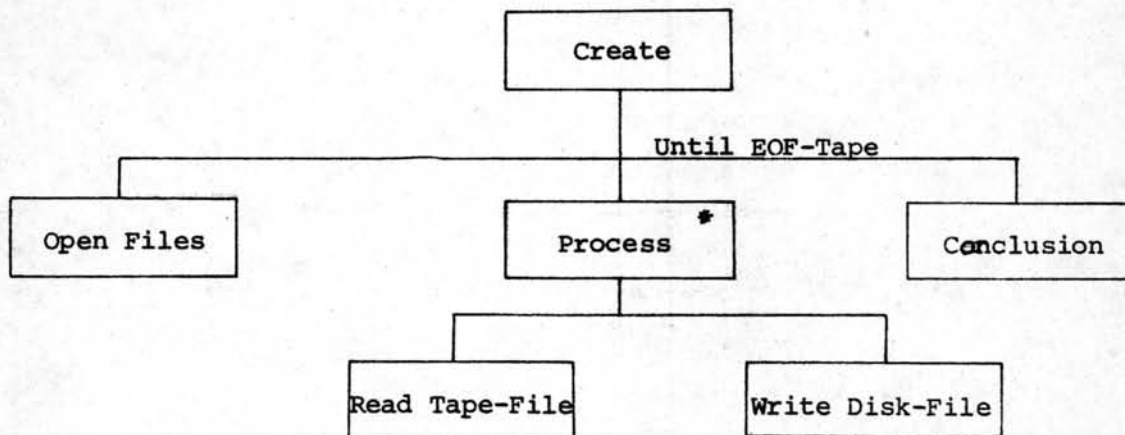 Create
Until EOF-Tape
Open Files
Process *
Conclusion
Read Tape-File
Write Disk-File